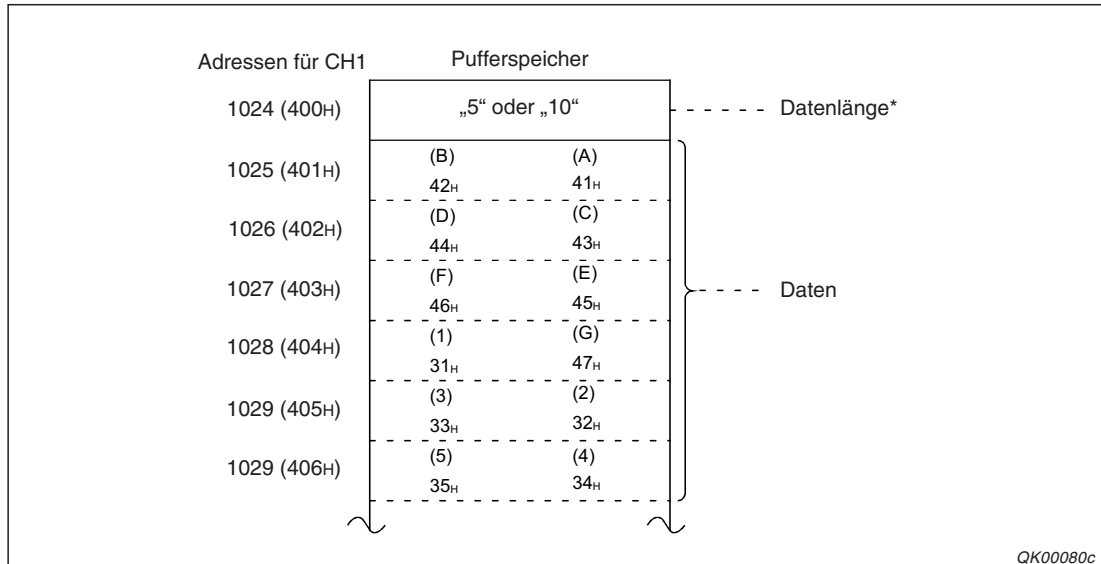 Adressen für CH1 Pufferspeicher
1024 (400H) „5“ oder „10“ Datenlänge*
1025 (401H) (B) (A)
42H 41H
1026 (402H) (D) (C)
44H 43H
1027 (403H) (F) (E) Daten
46H 45H
1028 (404H) (1) (G)
31H 47H
1029 (405H) (3) (2)
33H 32H
1029 (406H) (5) (4)
35H 34H
QK00080c